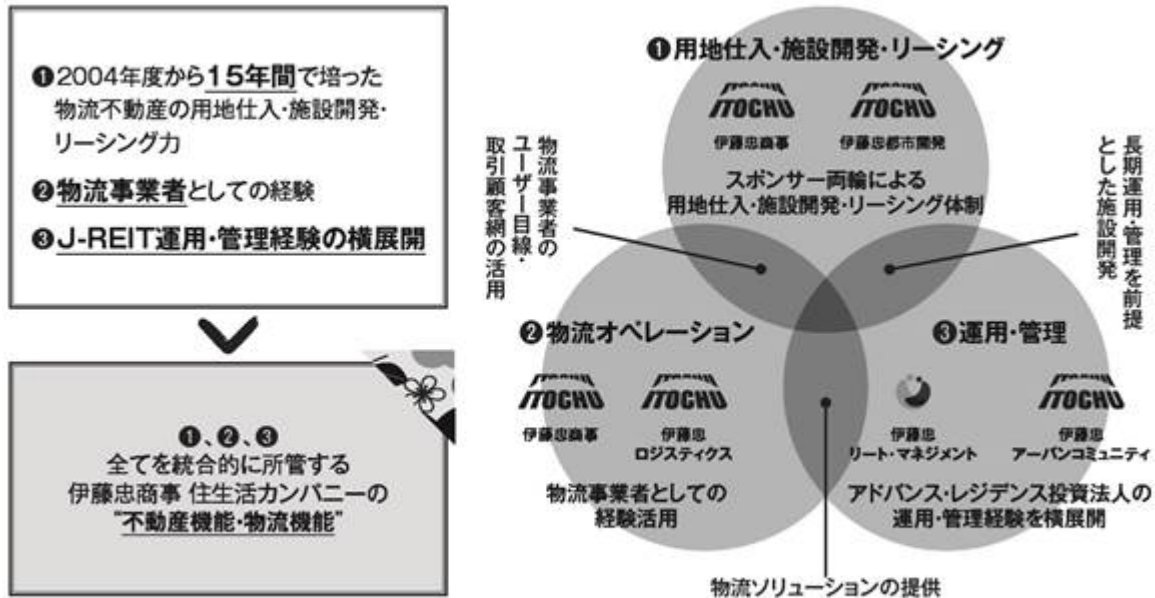 ❶2004年度から15年間で培った
物流不動産の用地仕入・施設開発・
リーシング力
❷物流事業者としての経験
❸J-REIT運用・管理経験の横展開
❶、❷、❸
全てを統合的に所管する
伊藤忠商事 住生活カンパニーの
“不動産機能・物流機能”
❶用地仕入・施設開発・リーシング
ITOCHU
伊藤忠商事
ITOCHU
伊藤忠都市開発
スポンサー両輪による
用地仕入・施設開発・リーシング体制
物流事業者の
ユーザー目線・
取引顧客網の活用
長期運用・管理を前提
とした施設開発
❷物流オペレーション
ITOCHU
伊藤忠商事
ITOCHU
伊藤忠
ロジスティクス
物流事業者としての
経験活用
❸運用・管理
伊藤忠
リート・マネジメント
ITOCHU
伊藤忠
アーバンコミュニティ
アドバンス・レジデンス投資法人の
運用・管理経験を横展開
物流ソリューションの提供